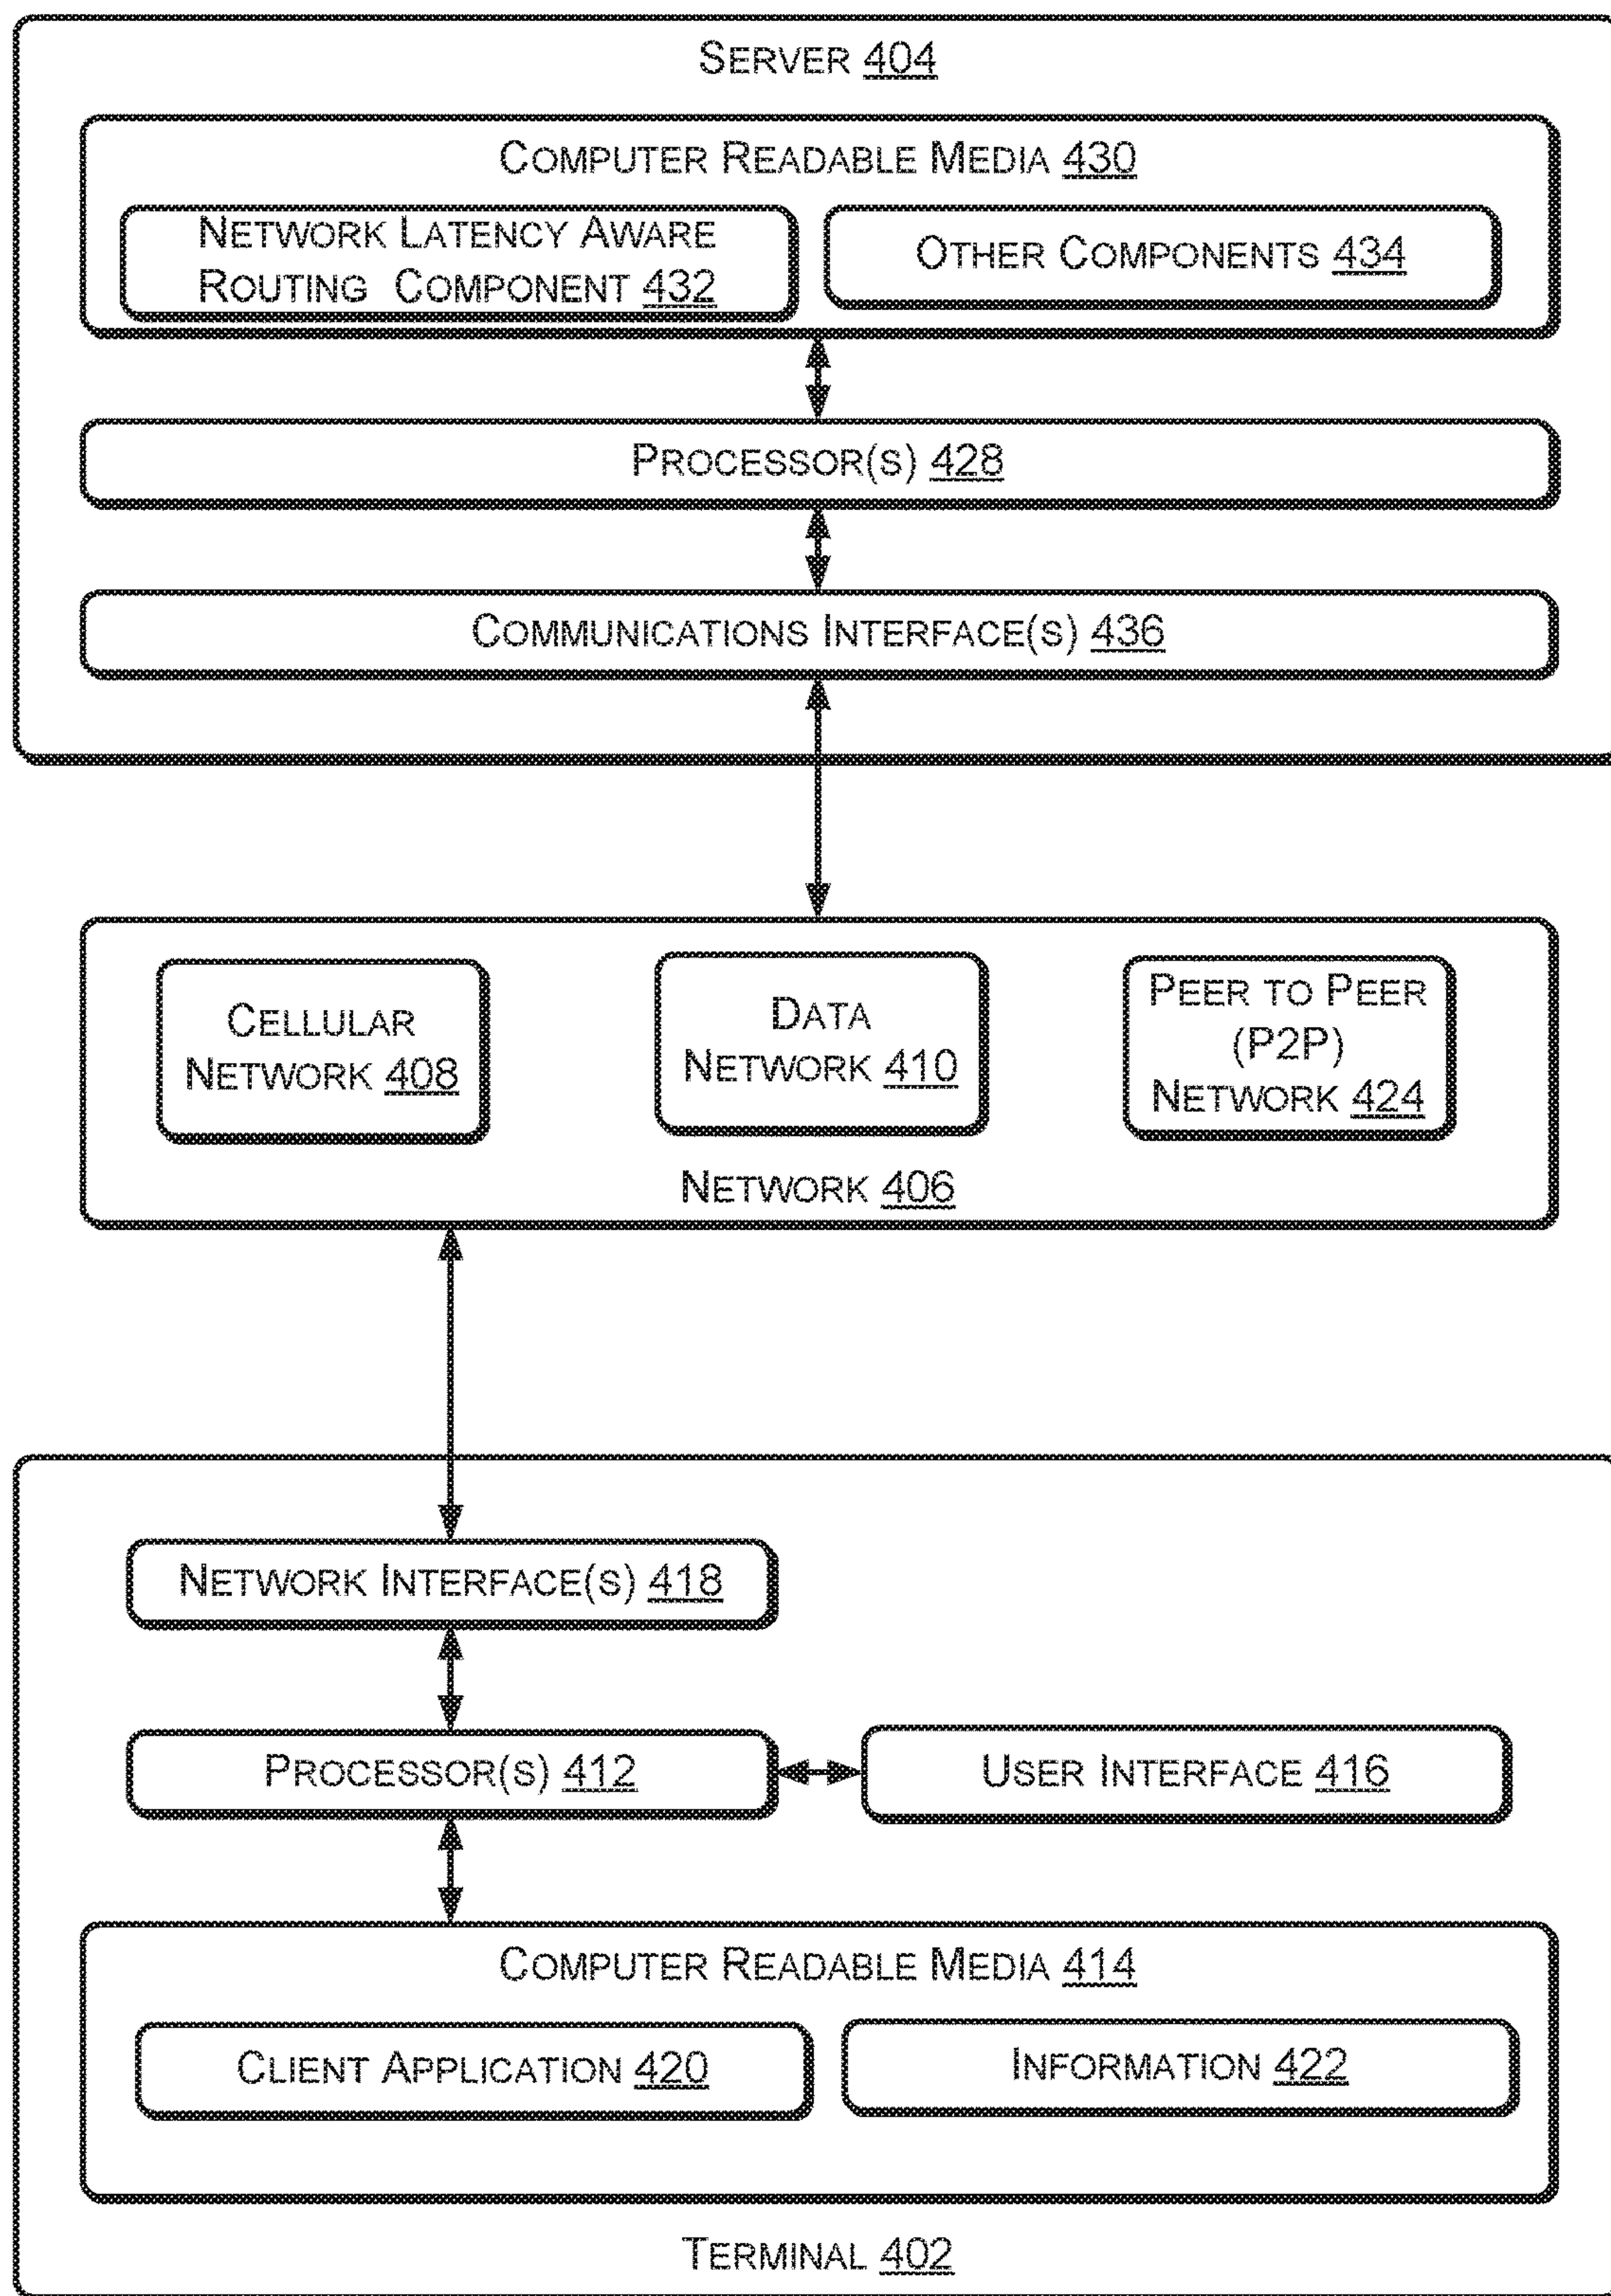 SERVER 404
COMPUTER READABLE MEDIA 430
NETWORK LATENCY AWARE
ROUTING COMPONENT 432
OTHER COMPONENTS 434
PROCESSOR(S) 428
COMMUNICATIONS INTERFACE(S) 436
CELLULAR
NETWORK 408
DATA
NETWORK 410
PEER TO PEER
(P2P)
NETWORK 424
NETWORK 406
NETWORK INTERFACE(S) 418
PROCESSOR(S) 412
USER INTERFACE 416
COMPUTER READABLE MEDIA 414
CLIENT APPLICATION 420
INFORMATION 422
TERMINAL 402